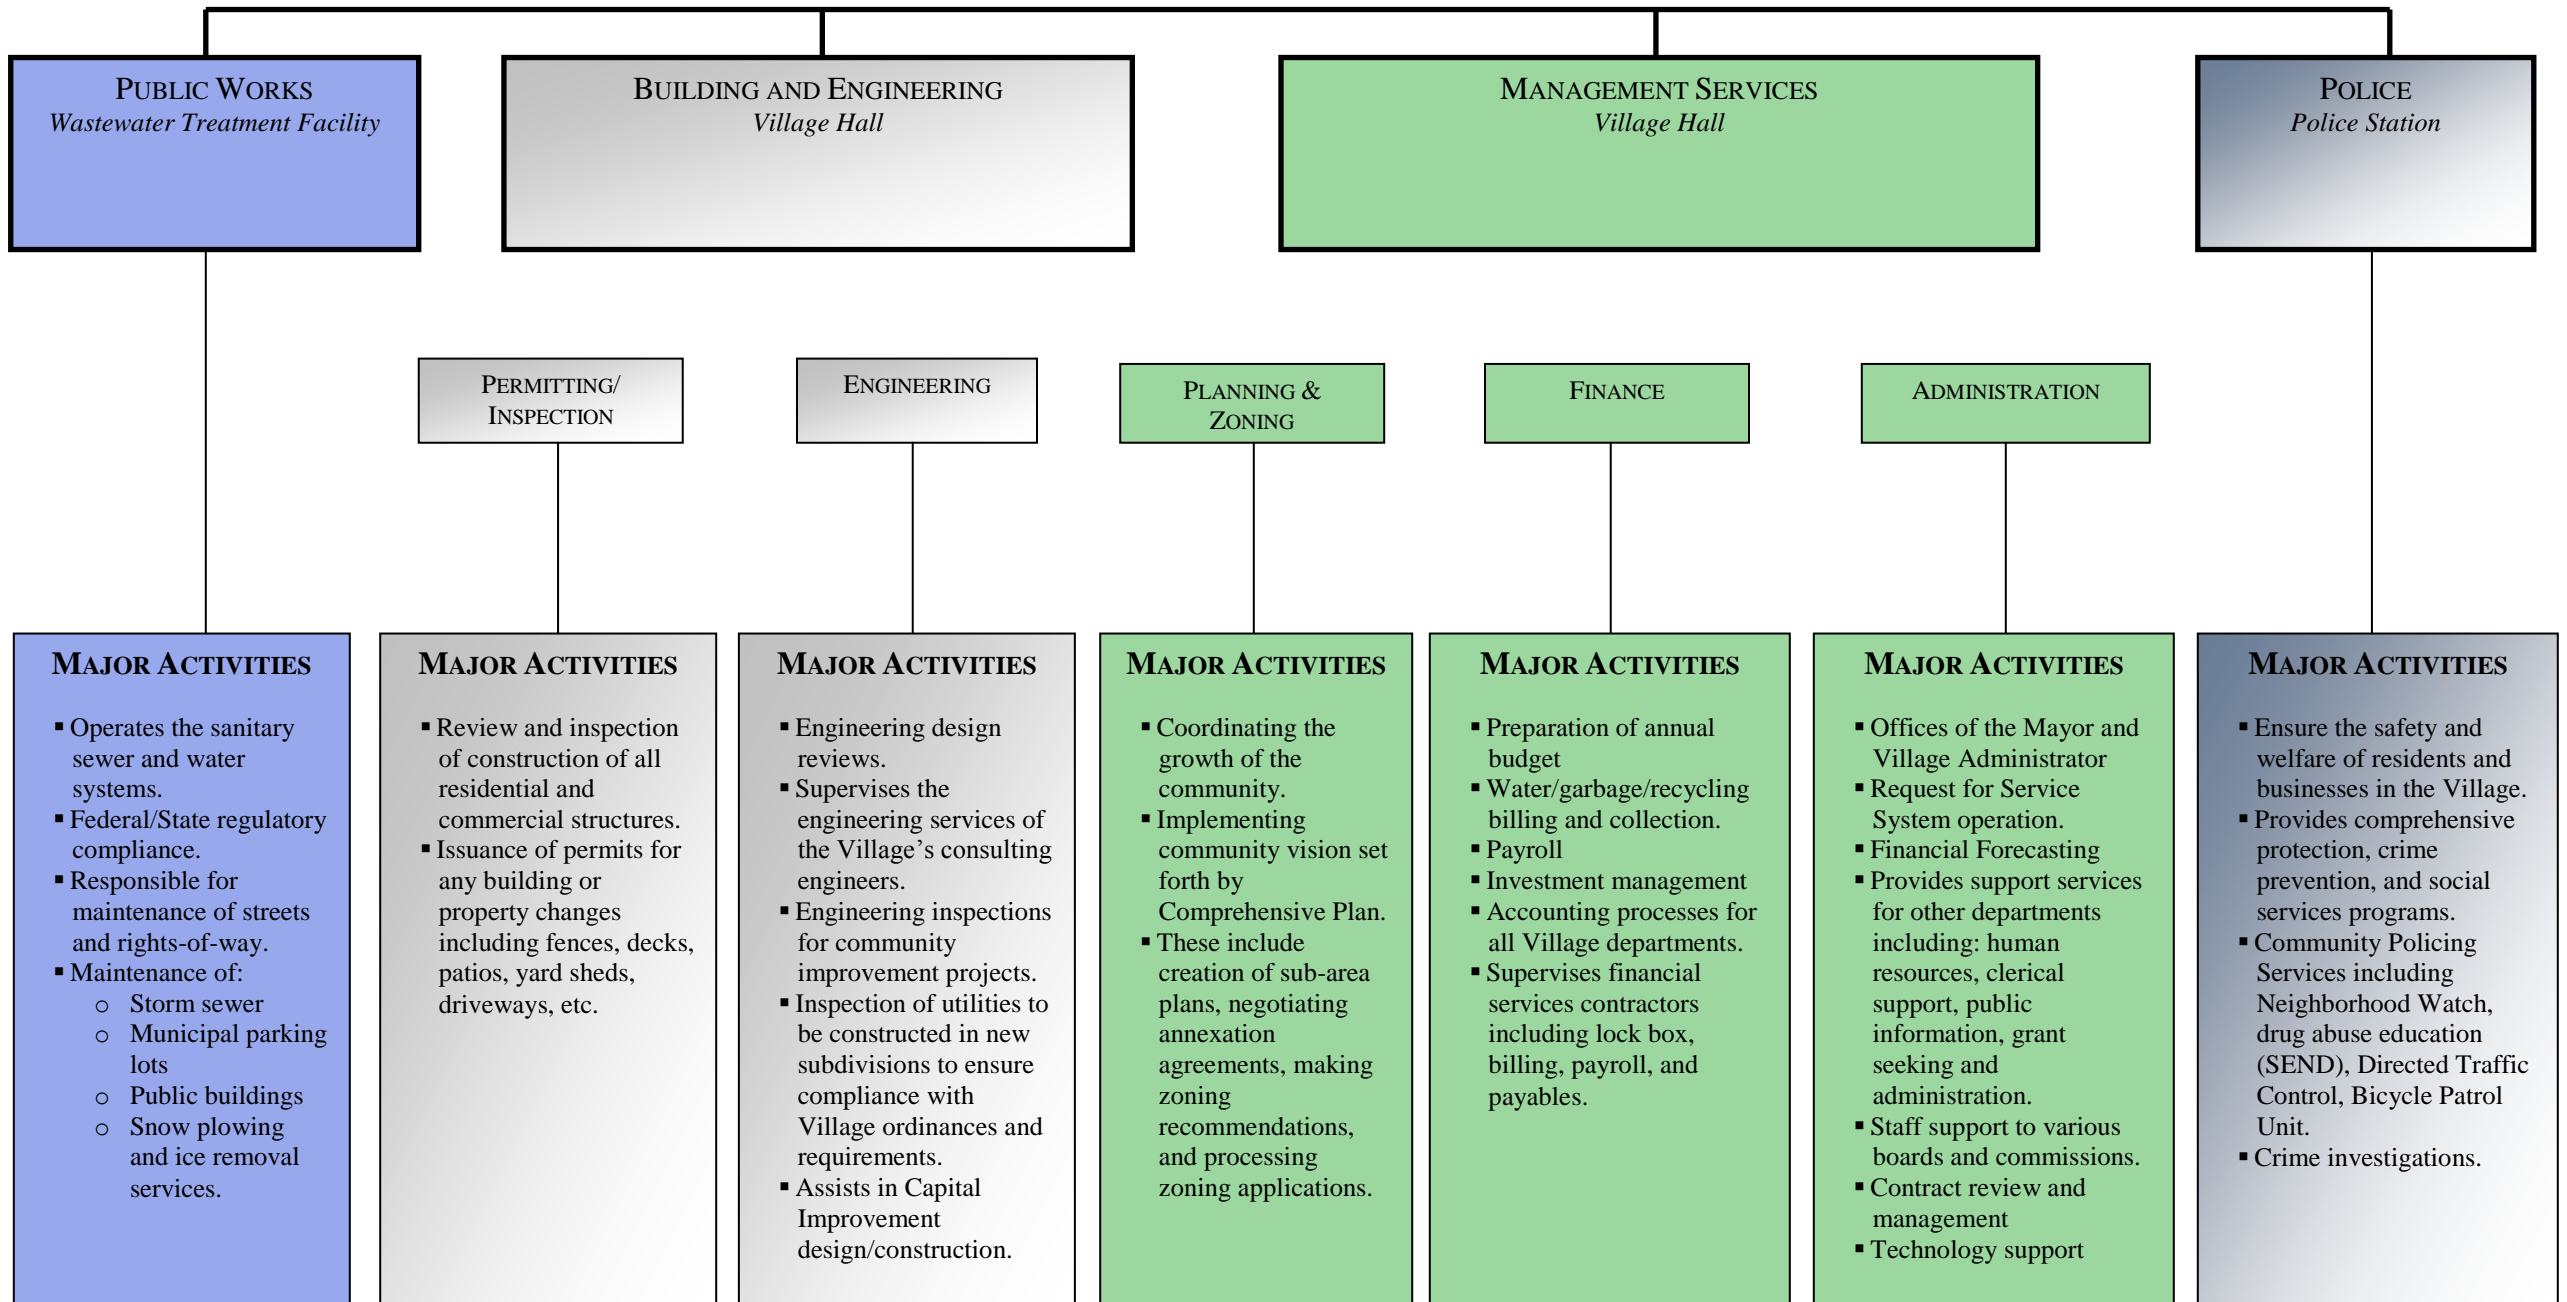 PUBLIC WORKS
Wastewater Treatment Facility
BUILDING AND ENGINEERING
Village Hall
MANAGEMENT SERVICES
Village Hall
POLICE
Police Station
PERMITTING/
INSPECTION
ENGINEERING
PLANNING &
ZONING
FINANCE
ADMINISTRATION
MAJOR ACTIVITIES
▪ Operates the sanitary
sewer and water
systems.
▪ Federal/State regulatory
compliance.
▪ Responsible for
maintenance of streets
and rights-of-way.
▪ Maintenance of:
o Storm sewer
o Municipal parking
lots
o Public buildings
o Snow plowing
and ice removal
services.
MAJOR ACTIVITIES
▪ Review and inspection
of construction of all
residential and
commercial structures.
▪ Issuance of permits for
any building or
property changes
including fences, decks,
patios, yard sheds,
driveways, etc.
MAJOR ACTIVITIES
▪ Engineering design
reviews.
▪ Supervises the
engineering services of
the Village’s consulting
engineers.
▪ Engineering inspections
for community
improvement projects.
▪ Inspection of utilities to
be constructed in new
subdivisions to ensure
compliance with
Village ordinances and
requirements.
▪ Assists in Capital
Improvement
design/construction.
MAJOR ACTIVITIES
▪ Coordinating the
growth of the
community.
▪ Implementing
community vision set
forth by
Comprehensive Plan.
▪ These include
creation of sub-area
plans, negotiating
annexation
agreements, making
zoning
recommendations,
and processing
zoning applications.
MAJOR ACTIVITIES
▪ Preparation of annual
budget
▪ Water/garbage/recycling
billing and collection.
▪ Payroll
▪ Investment management
▪ Accounting processes for
all Village departments.
▪ Supervises financial
services contractors
including lock box,
billing, payroll, and
payables.
MAJOR ACTIVITIES
▪ Offices of the Mayor and
Village Administrator
▪ Request for Service
System operation.
▪ Financial Forecasting
▪ Provides support services
for other departments
including: human
resources, clerical
support, public
information, grant
seeking and
administration.
▪ Staff support to various
boards and commissions.
▪ Contract review and
management
▪ Technology support
MAJOR ACTIVITIES
▪ Ensure the safety and
welfare of residents and
businesses in the Village.
▪ Provides comprehensive
protection, crime
prevention, and social
services programs.
▪ Community Policing
Services including
Neighborhood Watch,
drug abuse education
(SEND), Directed Traffic
Control, Bicycle Patrol
Unit.
▪ Crime investigations.